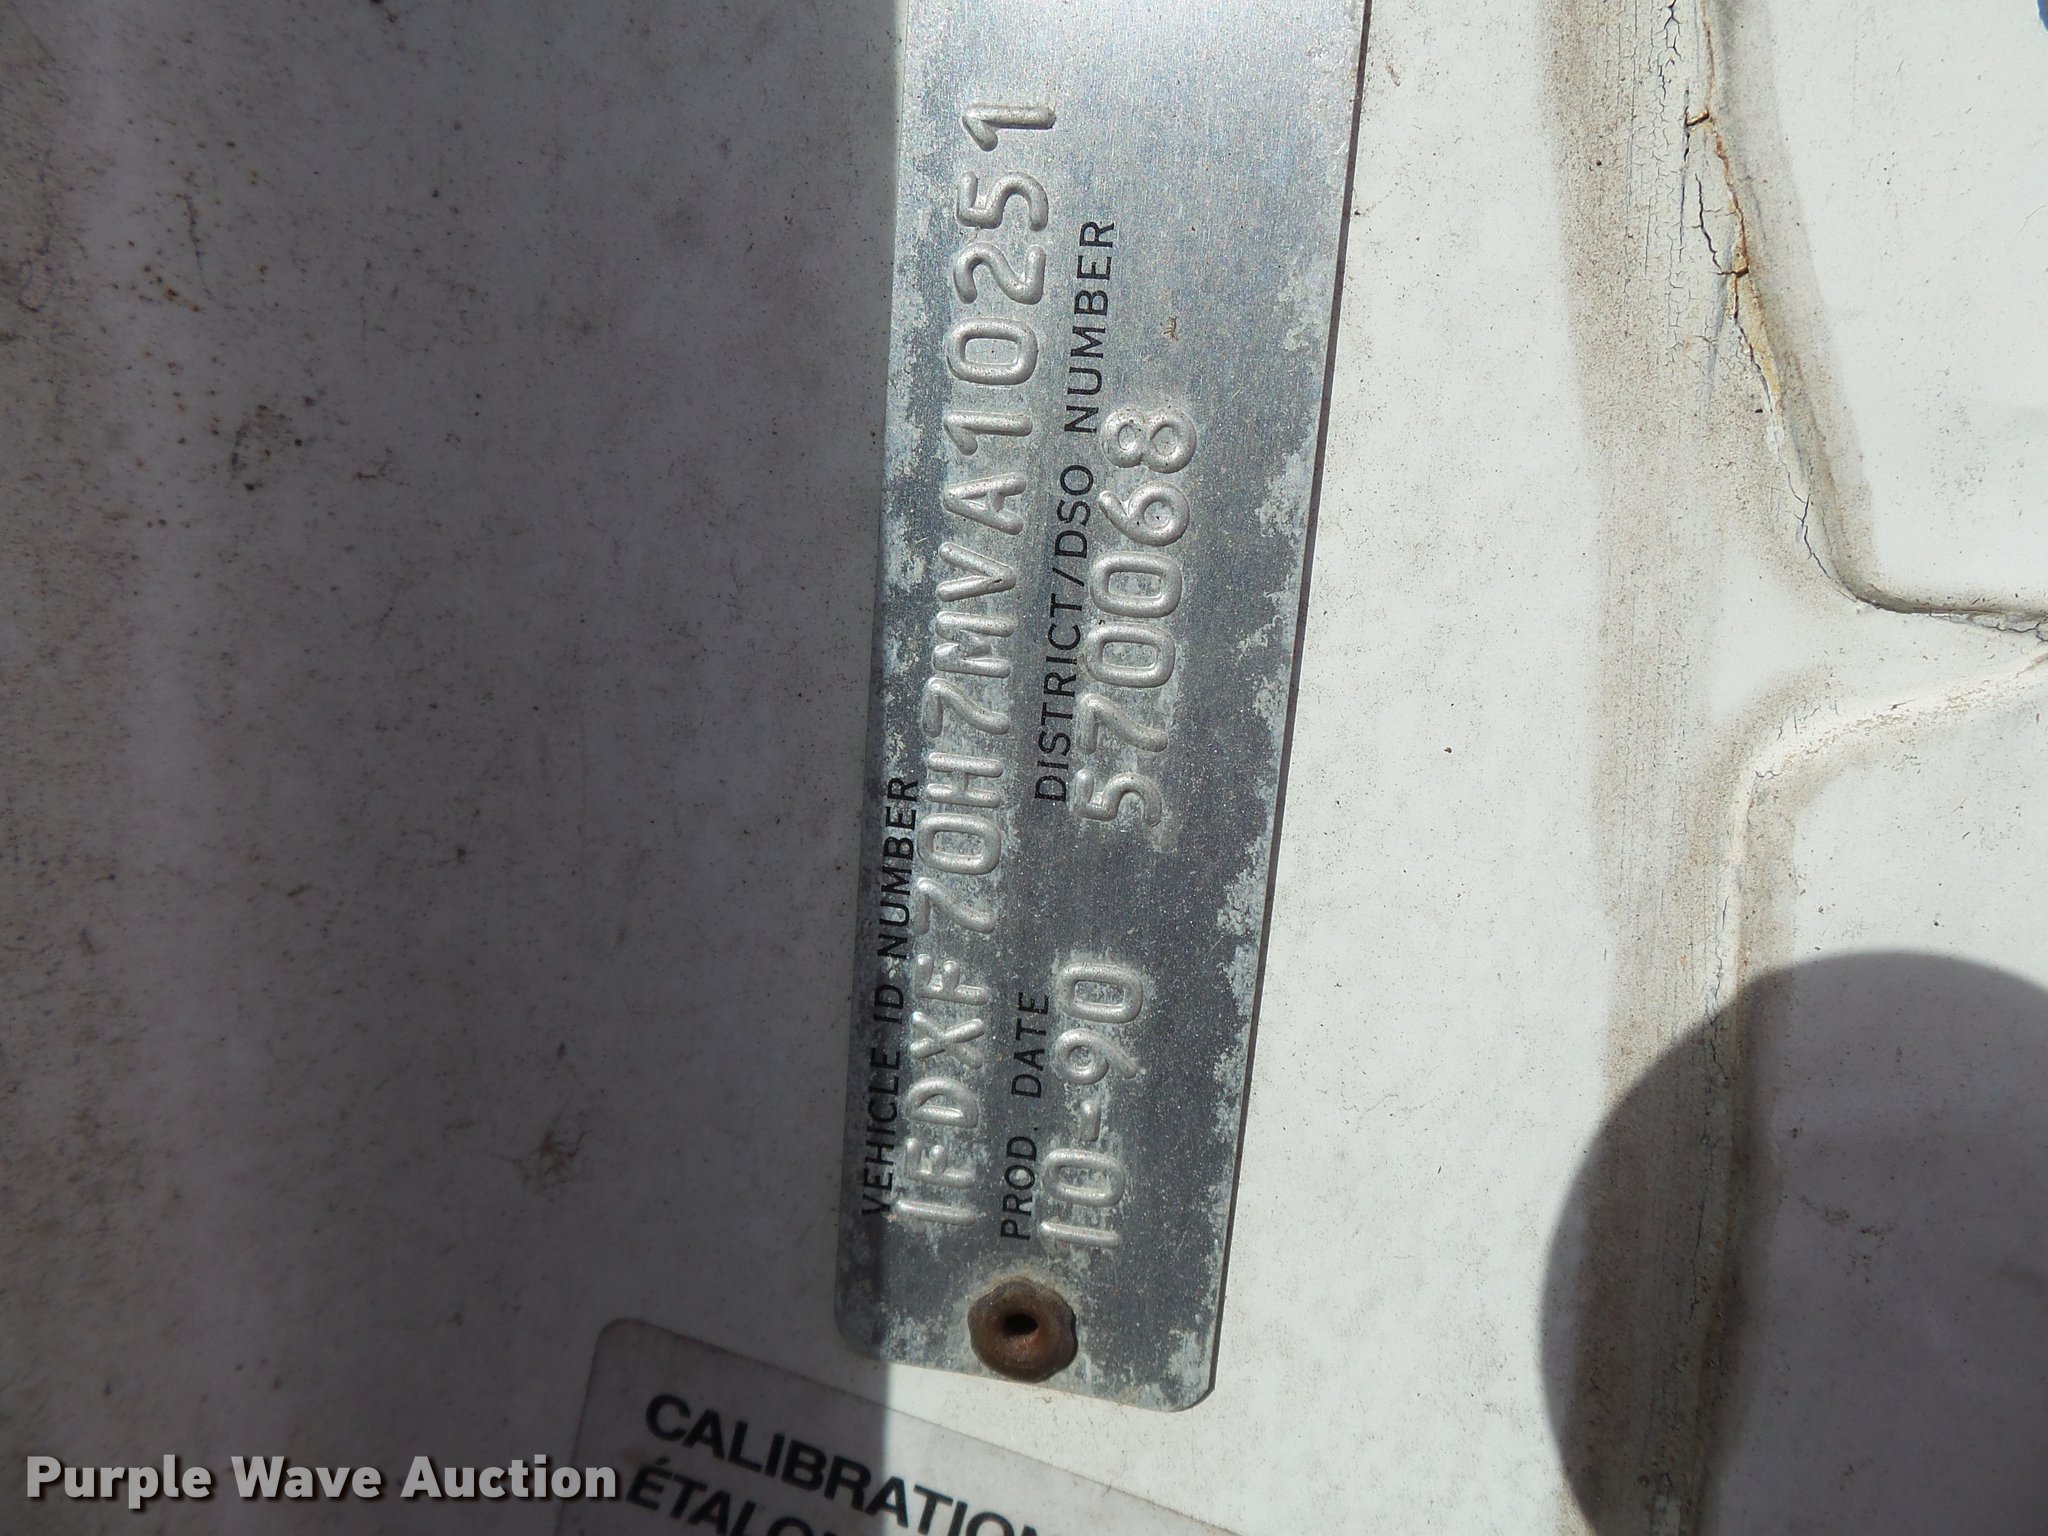 VEHICLE ID NUMBER
1FDXF70H7MVA10251
PROD. DATE DISTRICT/DSO NUMBER
10-90 570068
CALIBRATION
Purple Wave Auction